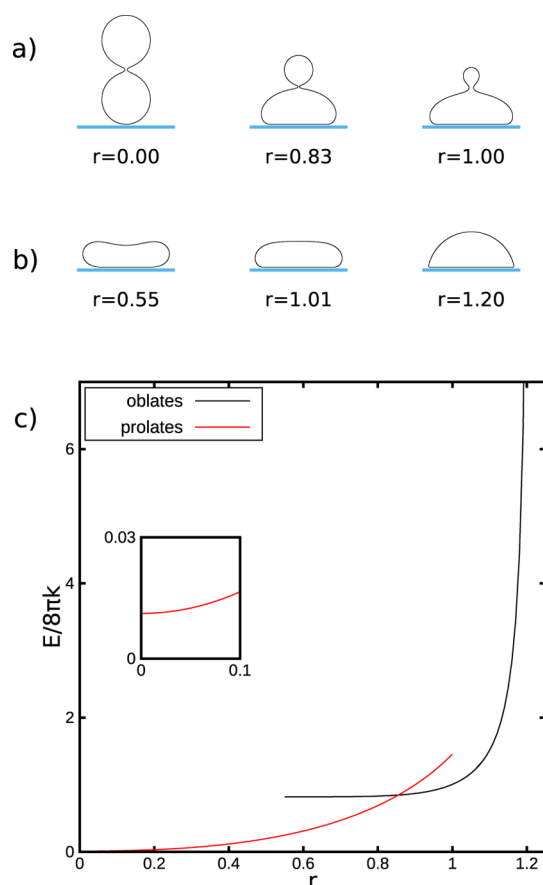 a)
r=0.00 r=0.83 r=1.00
b)
r=0.55 r=1.01 r=1.20
c)
oblates
prolates
6
0.03
4
E/8πk
0
0 0.1
2
0
0 0.2 0.4 0.6 0.8 1 1.2
r